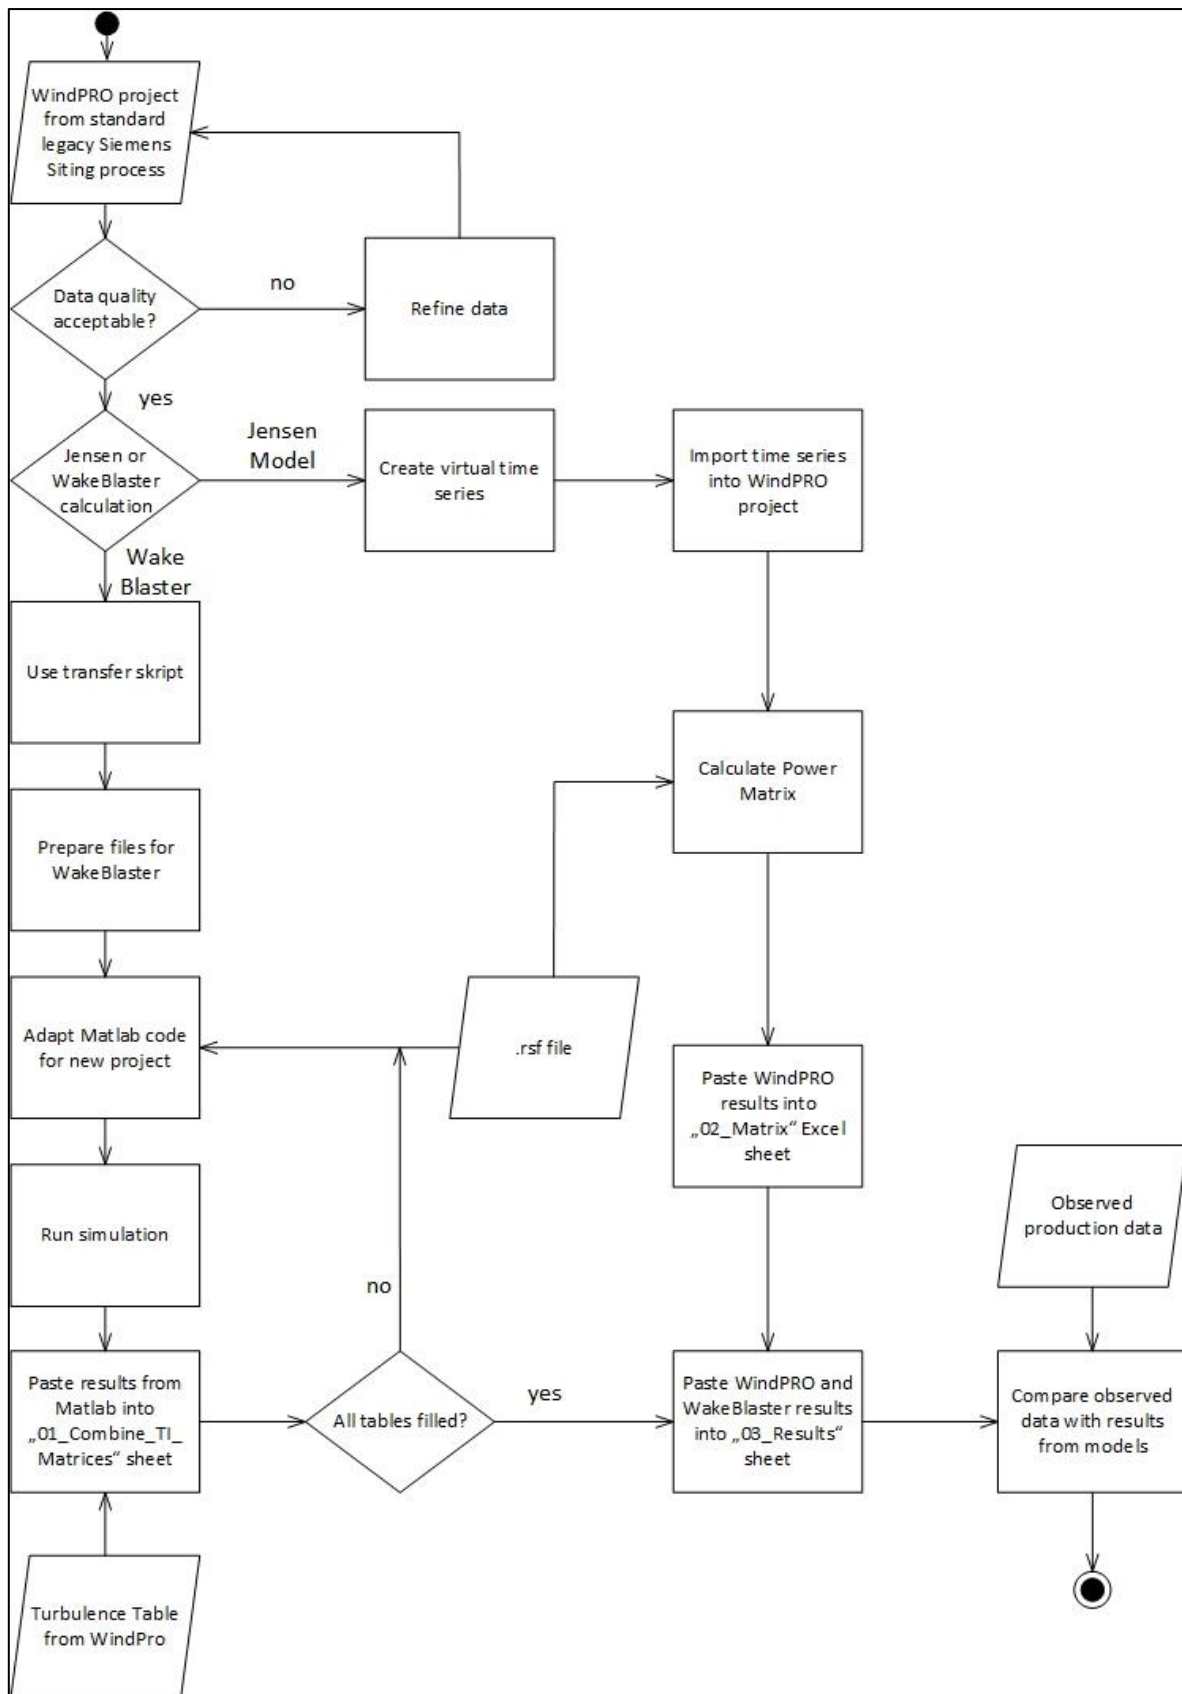 WindPRO project
from standard
legacy Siemens
Siting process
Data quality
acceptable?
no
Refine data
yes
Jensen or
WakeBlaster
calculation
Jensen
Model
Create virtual time
series
Import time series
into WindPRO
project
Wake
Blaster
Use transfer skript
Calculate Power
Matrix
Prepare files for
WakeBlaster
Adapt Matlab code
for new project
.rsf file
Paste WindPRO
results into
„02_Matrix“ Excel
sheet
Run simulation
Observed
production data
no
Paste results from
Matlab into
„01_Combine_TI_
Matrices“ sheet
All tables filled?
yes
Paste WindPRO and
WakeBlaster results
into „03_Results“
sheet
Compare observed
data with results
from models
Turbulence Table
from WindPro